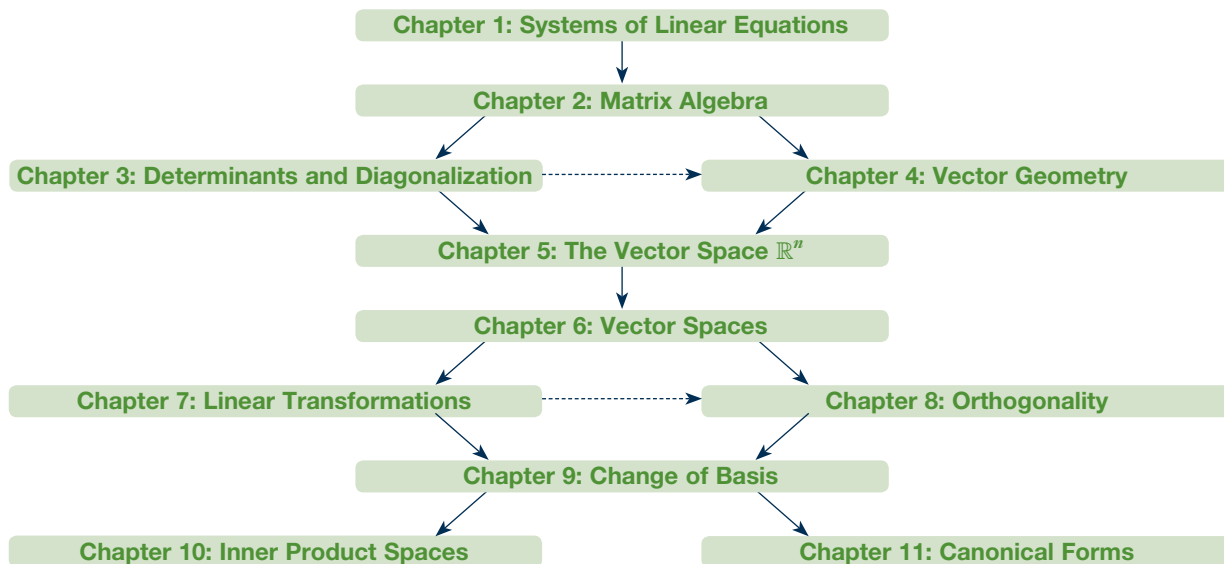 Chapter 1: Systems of Linear Equations
Chapter 2: Matrix Algebra
Chapter 3: Determinants and Diagonalization
Chapter 4: Vector Geometry
Chapter 5: The Vector Space ℝⁿ
Chapter 6: Vector Spaces
Chapter 7: Linear Transformations
Chapter 8: Orthogonality
Chapter 9: Change of Basis
Chapter 10: Inner Product Spaces
Chapter 11: Canonical Forms